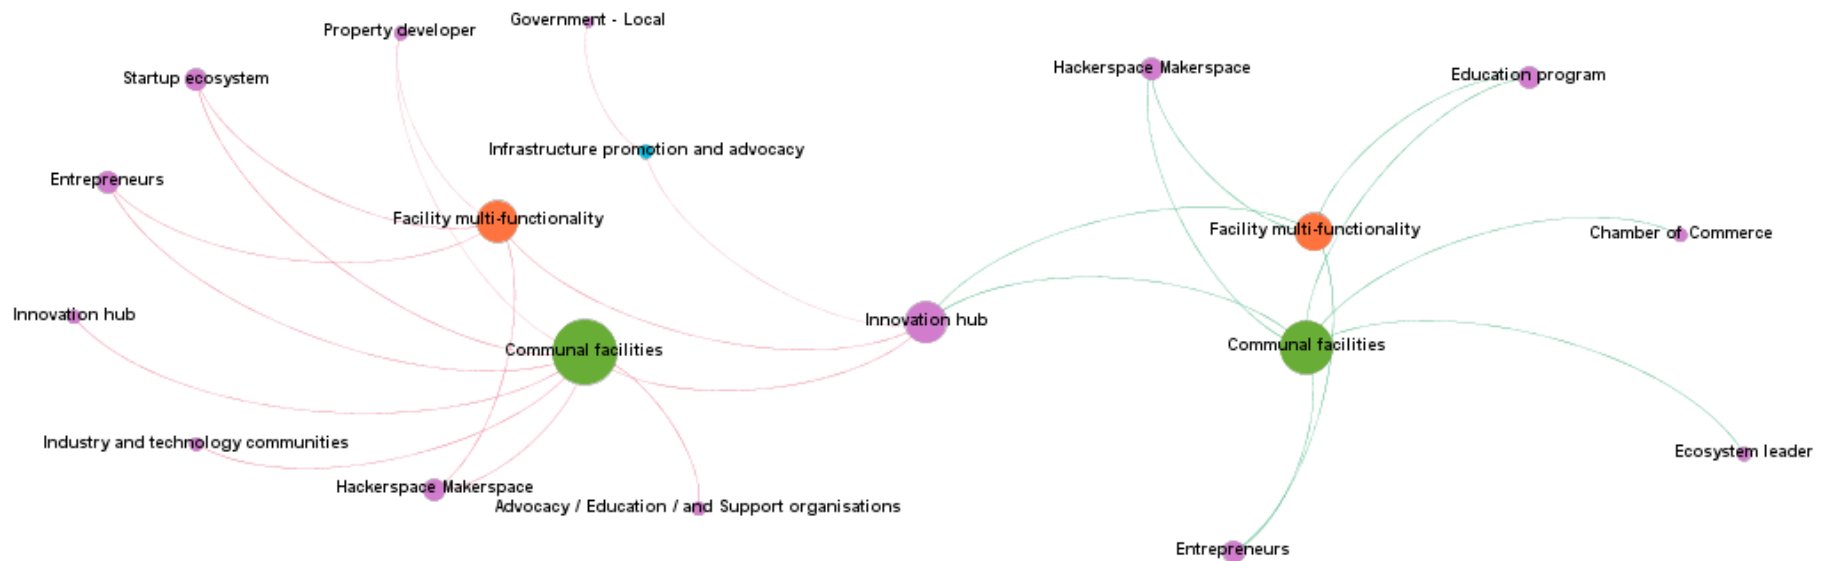 Government - Local
Property developer
Startup ecosystem
Infrastructure promotion and advocacy
Entrepreneurs
Facility multi-functionality
Innovation hub
Communal facilities
Industry and technology communities
Hackerspace Makerspace
Advocacy / Education / and Support organisations
Innovation hub
Hackerspace Makerspace
Education program
Facility multi-functionality
Chamber of Commerce
Communal facilities
Ecosystem leader
Entrepreneurs